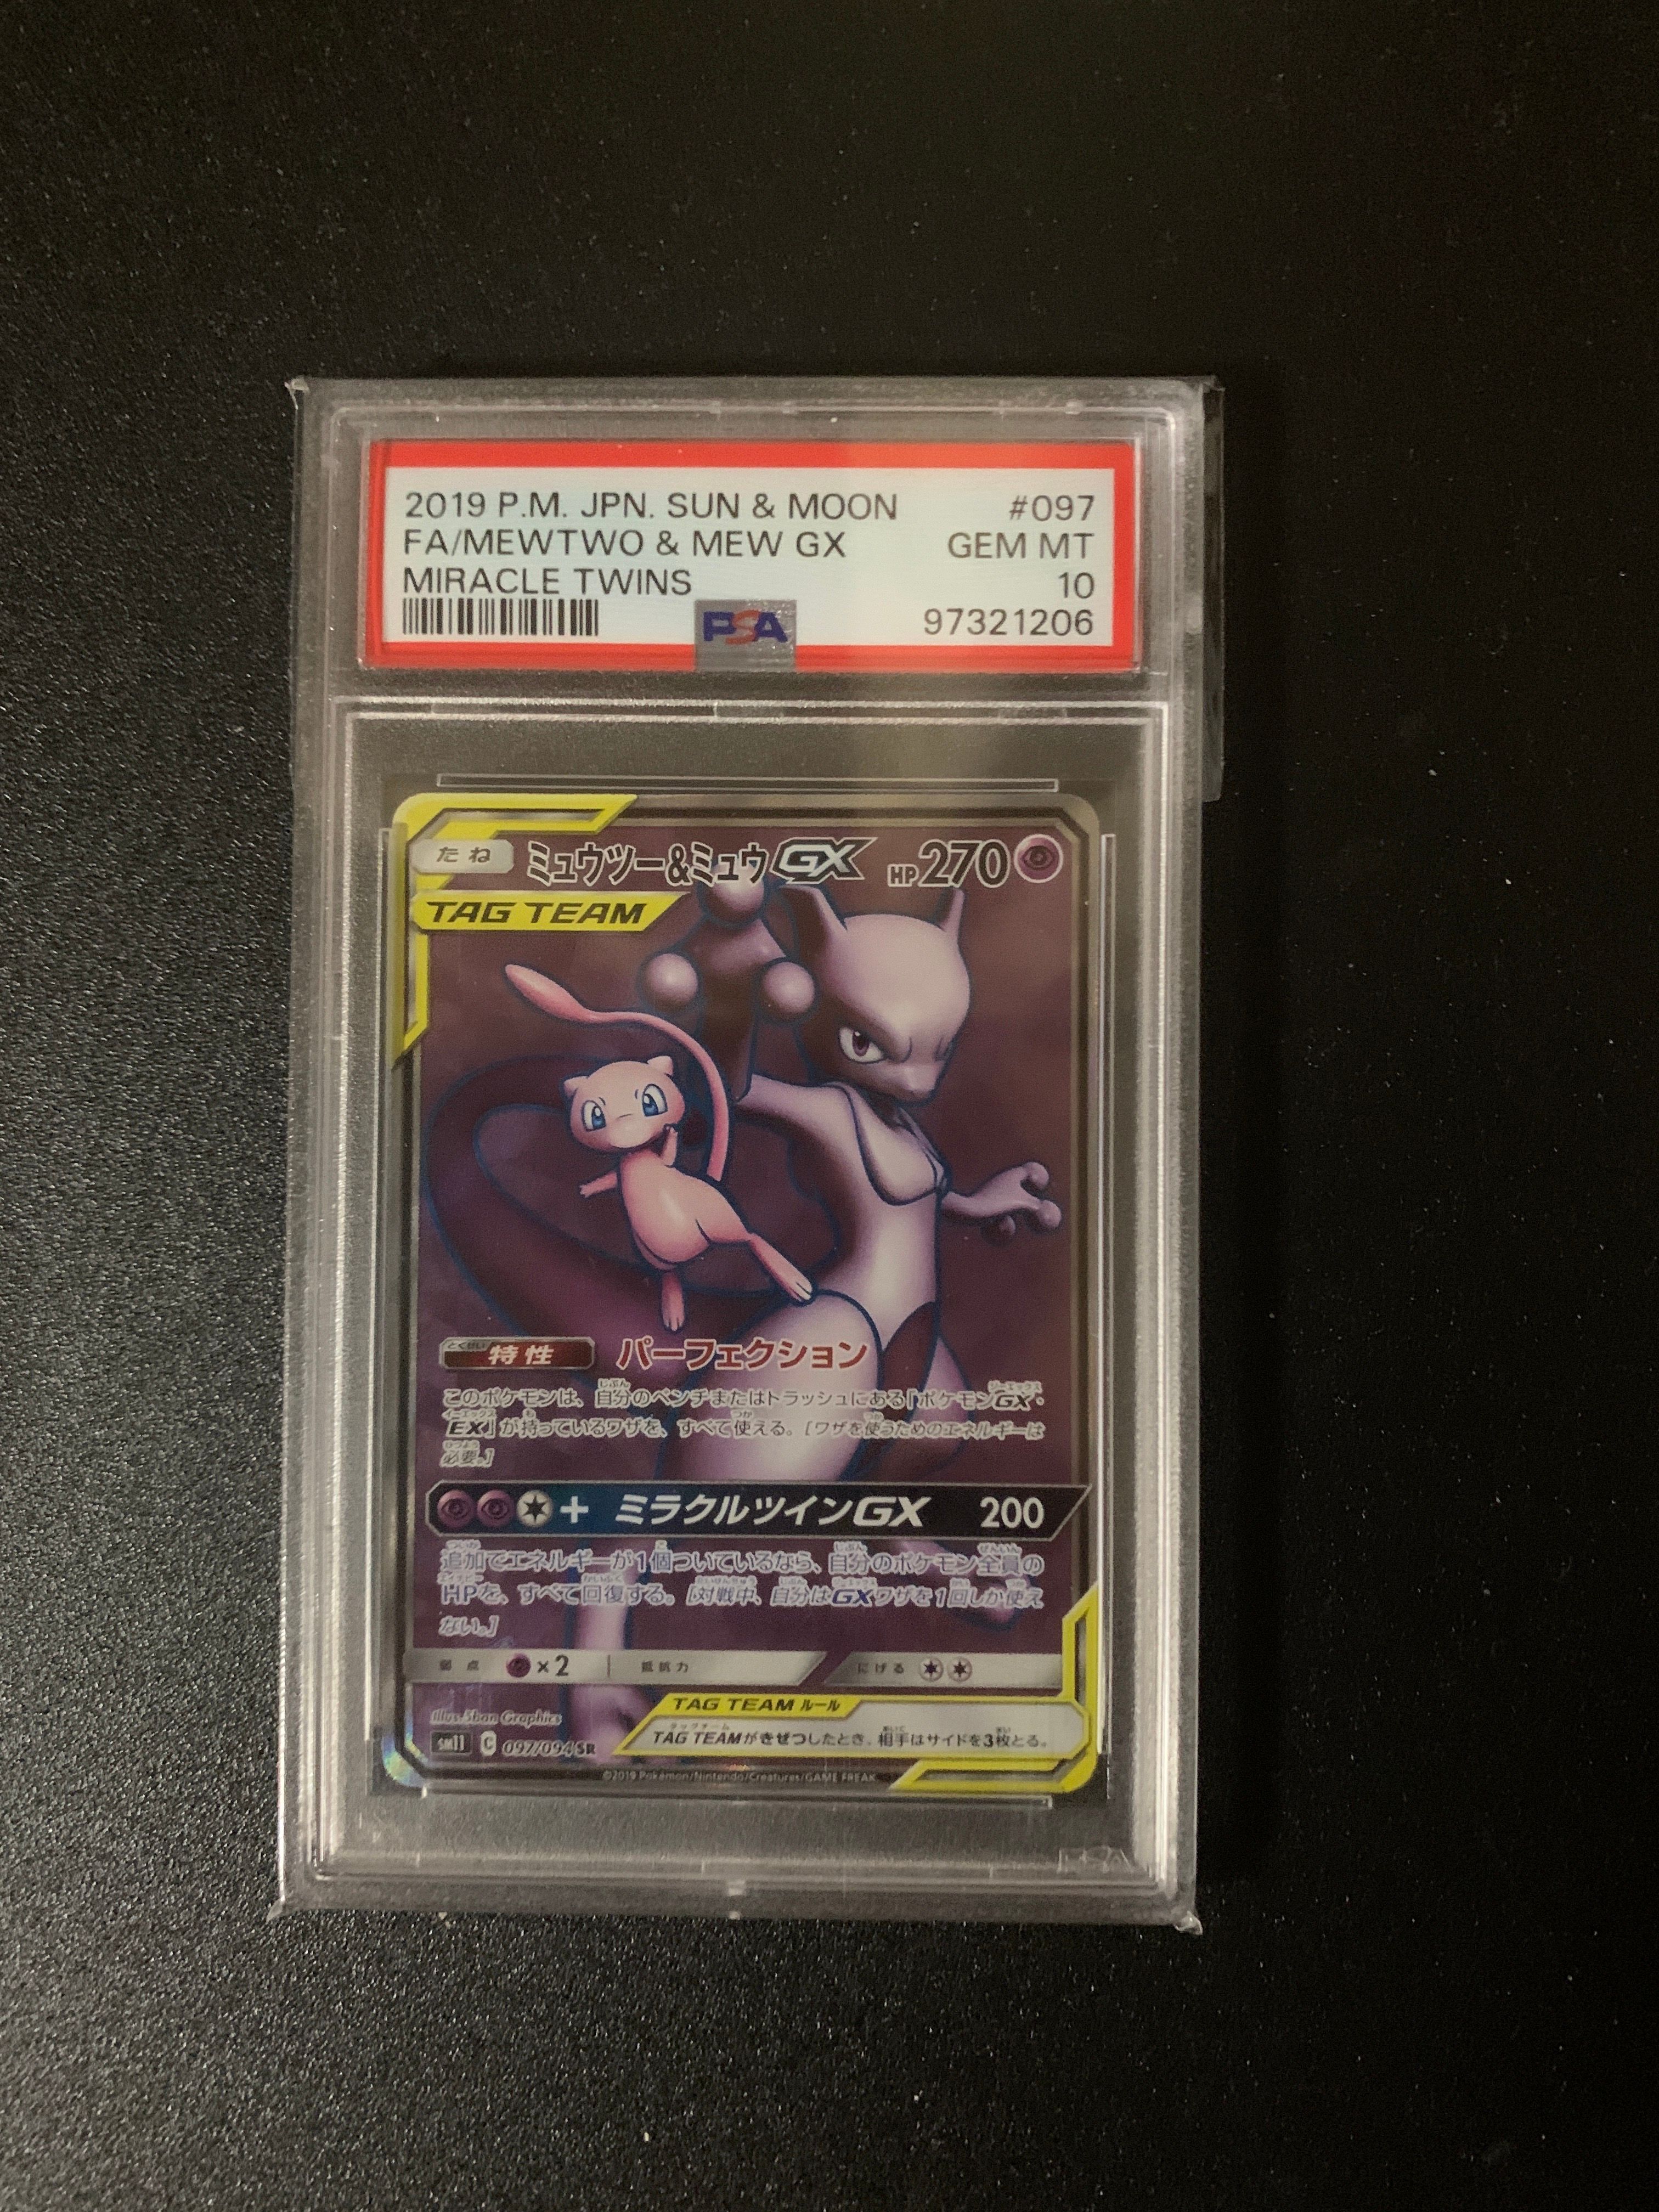 2019 P.M. JPN. SUN & MOON #097
FA/MEWTWO & MEW GX GEM MT
MIRACLE TWINS 10
PSA 97321206
たね ミュウツー&ミュウGX HP270
TAG TEAM
とくせい
特性 パーフェクション
このポケモンは、自分のベンチまたはトラッシュにある「ポケモンGX・
EX」が持っているワザを、すべて使える。[ワザを使うためのエネルギーは
必要。]
+ ミラクルツインGX 200
追加でエネルギーが1個ついているなら、自分のポケモン全員の
HPを、すべて回復する。[対戦中、自分はGXワザを1回しか使え
ない。]
弱点 ×2 抵抗力 にげる
TAG TEAM ルール
Illus. 5ban Graphics
TAG TEAMがきぜつしたとき、相手はサイドを3枚とる。
SM11 C 097/094 SR
©2019 Pokémon/Nintendo/Creatures/GAME FREAK
PSA